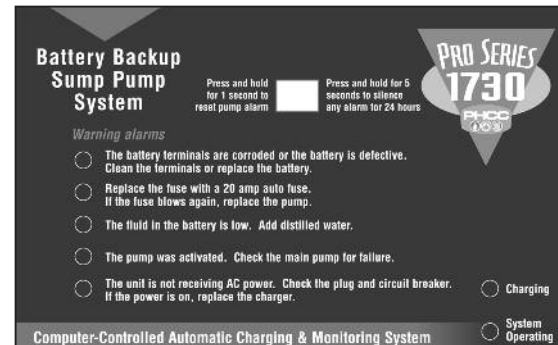 Battery Backup
Sump Pump
System
Press and hold
for 1 second to
reset pump alarm
Press and hold for 5
seconds to silence
any alarm for 24 hours
PRO SERIES
1730
PHCC
Warning alarms
The battery terminals are corroded or the battery is defective.
Clean the terminals or replace the battery.
Replace the fuse with a 20 amp auto fuse.
If the fuse blows again, replace the pump.
The fluid in the battery is low. Add distilled water.
The pump was activated. Check the main pump for failure.
The unit is not receiving AC power. Check the plug and circuit breaker.
If the power is on, replace the charger.
Charging
System
Operating
Computer-Controlled Automatic Charging & Monitoring System